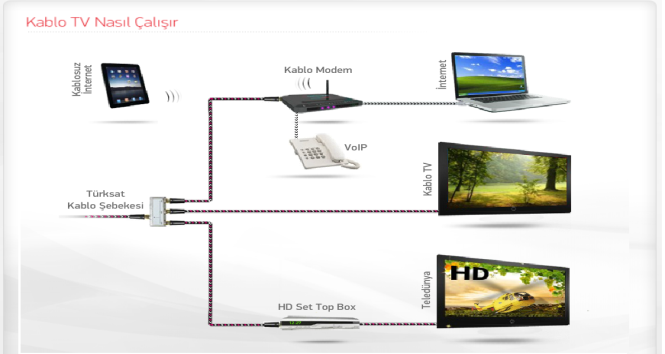 Kablo TV Nasıl Çalışır
Kablosuz
İnternet
Kablo Modem
İnternet
VoIP
Türksat
Kablo Şebekesi
Kablo TV
HD
HD Set Top Box
Teledünya